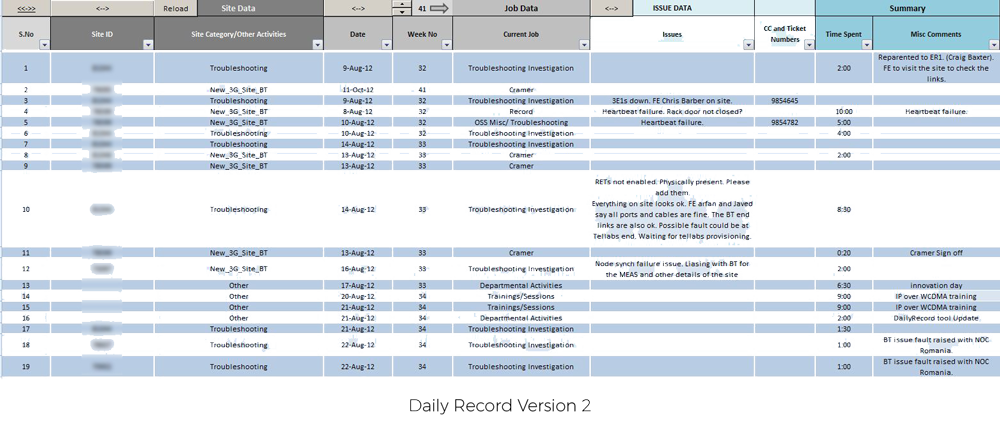 <<->> <--> Reload Site Data <--> 41 Job Data <--> ISSUE DATA Summary
S.No Site ID Site Category/Other Activities Date Week No Current Job Issues CC and Ticket Numbers Time Spent Misc Comments
1 Troubleshooting 9-Aug-12 32 Troubleshooting Investigation 2:00 Reparented to ER1. (Craig Baxter).
FE to visit the site to check the
links.
2 New_3G_Site_BT 11-Oct-12 41 Cramer
3 Troubleshooting 9-Aug-12 32 Troubleshooting Investigation 3E1s down. FE Chris Barber on site. 9854645
4 New_3G_Site_BT 8-Aug-12 32 Record Heartbeat failure. Rack door not closed? 10:00 Heartbeat failure.
5 New_3G_Site_BT 10-Aug-12 32 OSS Misc/ Troubleshooting Heartbeat failure. 9854782 5:00
6 Troubleshooting 10-Aug-12 32 Troubleshooting Investigation 4:00
7 Troubleshooting 14-Aug-12 33 Troubleshooting Investigation
8 New_3G_Site_BT 13-Aug-12 33 Cramer 2:00
9 New_3G_Site_BT 13-Aug-12 33 Cramer
10 Troubleshooting 14-Aug-12 33 Troubleshooting Investigation RETs not enabled. Physically present. Please
add them.
Everything on site looks ok. FE arfan and Javed
say all ports and cables are fine. The BT end
links are also ok. Possible fault could be at
Tellabs end. Waiting for tellabs provisioning. 8:30
11 New_3G_Site_BT 13-Aug-12 33 Cramer 0:20 Cramer Sign off
12 New_3G_Site_BT 16-Aug-12 33 Troubleshooting Investigation Node synch failure issue. Liasing with BT for
the MEAS and other details of the site 2:00
13 Other 17-Aug-12 33 Departmental Activities 6:30 innovation day
14 Other 20-Aug-12 34 Trainings/Sessions 9:00 IP over WCDMA training
15 Other 21-Aug-12 34 Trainings/Sessions 9:00 IP over WCDMA training
16 Other 21-Aug-12 34 Departmental Activities 2:00 DailyRecord tool Update.
17 Troubleshooting 21-Aug-12 34 Troubleshooting Investigation 1:30
18 Troubleshooting 22-Aug-12 34 Troubleshooting Investigation 1:00 BT issue fault raised with NOC
Romania.
19 Troubleshooting 22-Aug-12 34 Troubleshooting Investigation 1:00 BT issue fault raised with NOC
Romania.
Daily Record Version 2